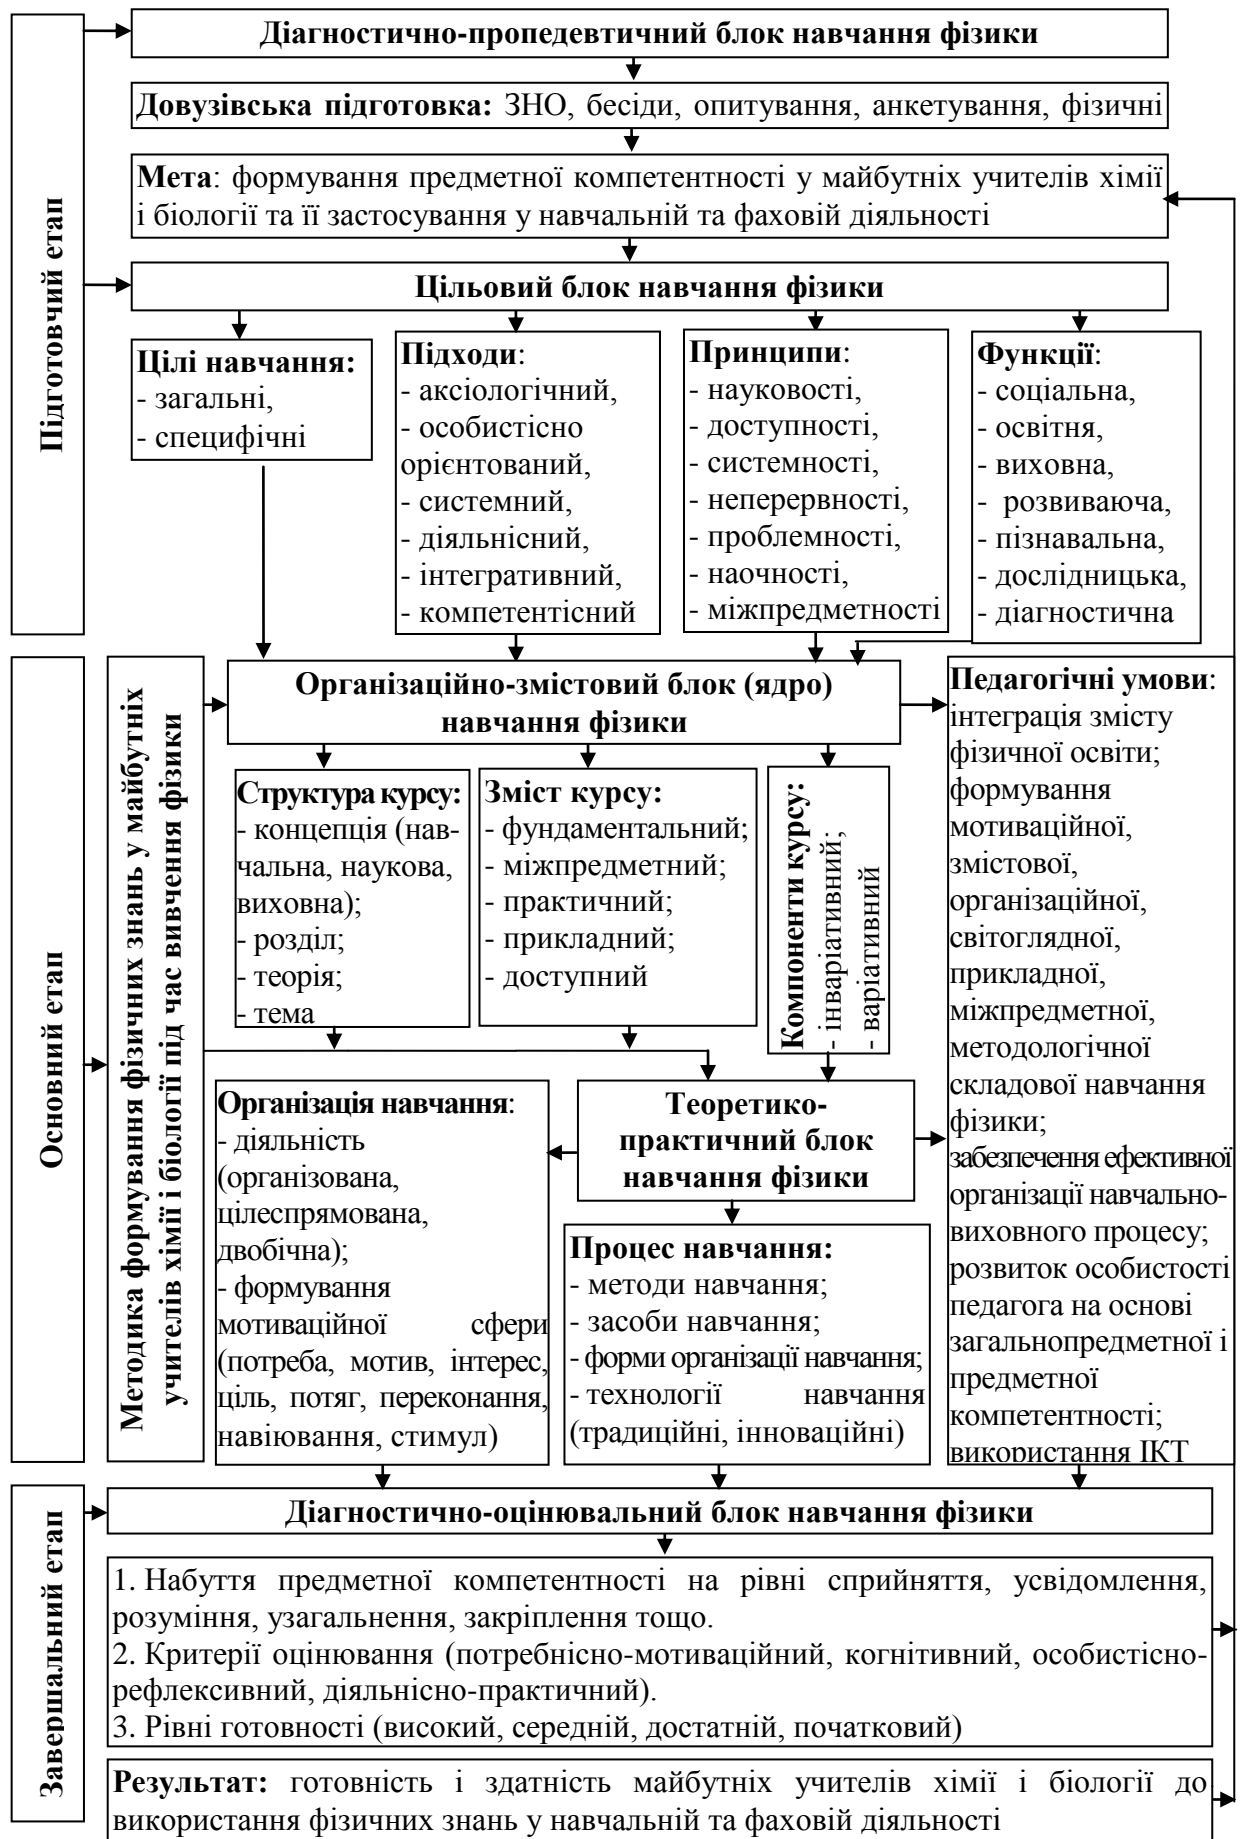 Підготовчий етап
Діагностично-пропедевтичний блок навчання фізики
Довузівська підготовка: ЗНО, бесіди, опитування, анкетування, фізичні
Мета: формування предметної компетентності у майбутніх учителів хімії
і біології та її застосування у навчальній та фаховій діяльності
Цільовий блок навчання фізики
Цілі навчання:
- загальні,
- специфічні
Підходи:
- аксіологічний,
- особистісно
орієнтований,
- системний,
- діяльнісний,
- інтегративний,
- компетентісний
Принципи:
- науковості,
- доступності,
- системності,
- неперервності,
- проблемності,
- наочності,
- міжпредметності
Функції:
- соціальна,
- освітня,
- виховна,
- розвиваюча,
- пізнавальна,
- дослідницька,
- діагностична
Основний етап
Методика формування фізичних знань у майбутніх
учителів хімії і біології під час вивчення фізики
Організаційно-змістовий блок (ядро)
навчання фізики
Структура курсу:
- концепція (нав-
чальна, наукова,
виховна);
- розділ;
- теорія;
- тема
Зміст курсу:
- фундаментальний;
- міжпредметний;
- практичний;
- прикладний;
- доступний
Компоненти курсу:
- інваріативний;
- варіативний
Педагогічні умови:
інтеграція змісту
фізичної освіти;
формування
мотиваційної,
змістової,
організаційної,
світоглядної,
прикладної,
міжпредметної,
методологічної
складової навчання
фізики;
забезпечення ефективної
організації навчально-
виховного процесу;
розвиток особистості
педагога на основі
загальнопредметної і
предметної
компетентності;
використання ІКТ
Організація навчання:
- діяльність
(організована,
цілеспрямована,
двобічна);
- формування
мотиваційної сфери
(потреба, мотив, інтерес,
ціль, потяг, переконання,
навіювання, стимул)
Теоретико-
практичний блок
навчання фізики
Процес навчання:
- методи навчання;
- засоби навчання;
- форми організації навчання;
- технології навчання
(традиційні, інноваційні)
Завершальний етап
Діагностично-оцінювальний блок навчання фізики
1. Набуття предметної компетентності на рівні сприйняття, усвідомлення,
розуміння, узагальнення, закріплення тощо.
2. Критерії оцінювання (потребнісно-мотиваційний, когнітивний, особистісно-
рефлексивний, діяльнісно-практичний).
3. Рівні готовності (високий, середній, достатній, початковий)
Результат: готовність і здатність майбутніх учителів хімії і біології до
використання фізичних знань у навчальній та фаховій діяльності